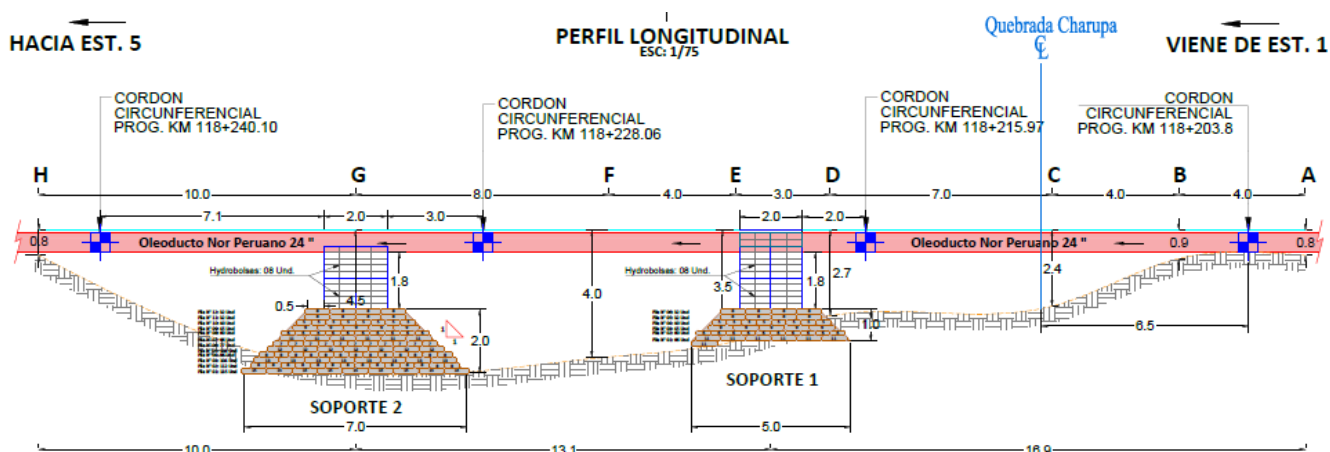 HACIA EST. 5
PERFIL LONGITUDINAL
ESC: 1/75
Quebrada Charupa
CL
VIENE DE EST. 1
CORDON
CIRCUNFERENCIAL
PROG. KM 118+240.10
CORDON
CIRCUNFERENCIAL
PROG. KM 118+228.06
CORDON
CIRCUNFERENCIAL
PROG. KM 118+215.97
CORDON
CIRCUNFERENCIAL
PROG. KM 118+203.8
H G F E D C B A
10.0 8.0 4.0 3.0 7.0 4.0 4.0
7.1 2.0 3.0 2.0 2.0
0.8 Oleoducto Nor Peruano 24 " Oleoducto Nor Peruano 24 " 0.9 0.8
Hydrobolsas: 08 Und. 1.8 4.0 Hydrobolsas: 08 Und. 3.5 1.8 2.7 2.4
0.5 4.5 1 1 2.0 1.0 6.5
SOPORTE 2
7.0
SOPORTE 1
5.0
10.0 13.1 16.9